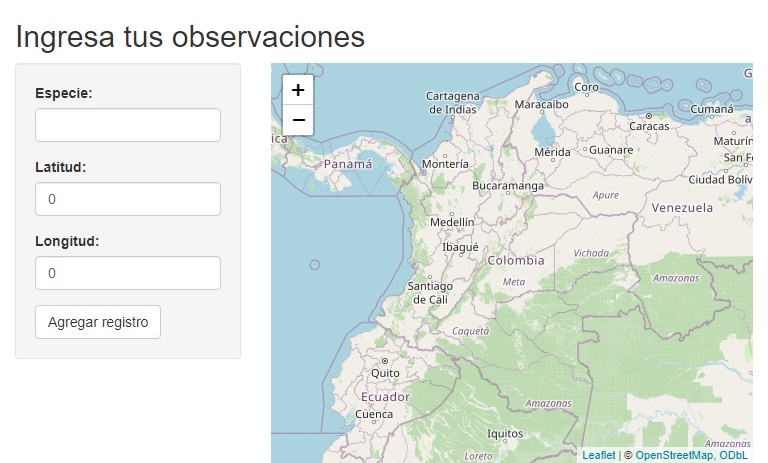 Ingresa tus observaciones
Especie:
Latitud:
0
Longitud:
0
Agregar registro
+
−
Cartagena
de Indias
Coro
Maracaibo
Cumaná
Caracas
Maturín
Panamá
Montería
Mérida
Guanare
San Fe
Ciudad Bolív
Bucaramanga
Apure
Venezuela
Medellín
Ibagué
Colombia
Vichada
Meta
Amazonas
Santiago
de Cali
Caquetá
Quito
Ecuador
Cuenca
Amazonas
Iquitos
Loreto
Amazonas
Leaflet | © OpenStreetMap, ODbL